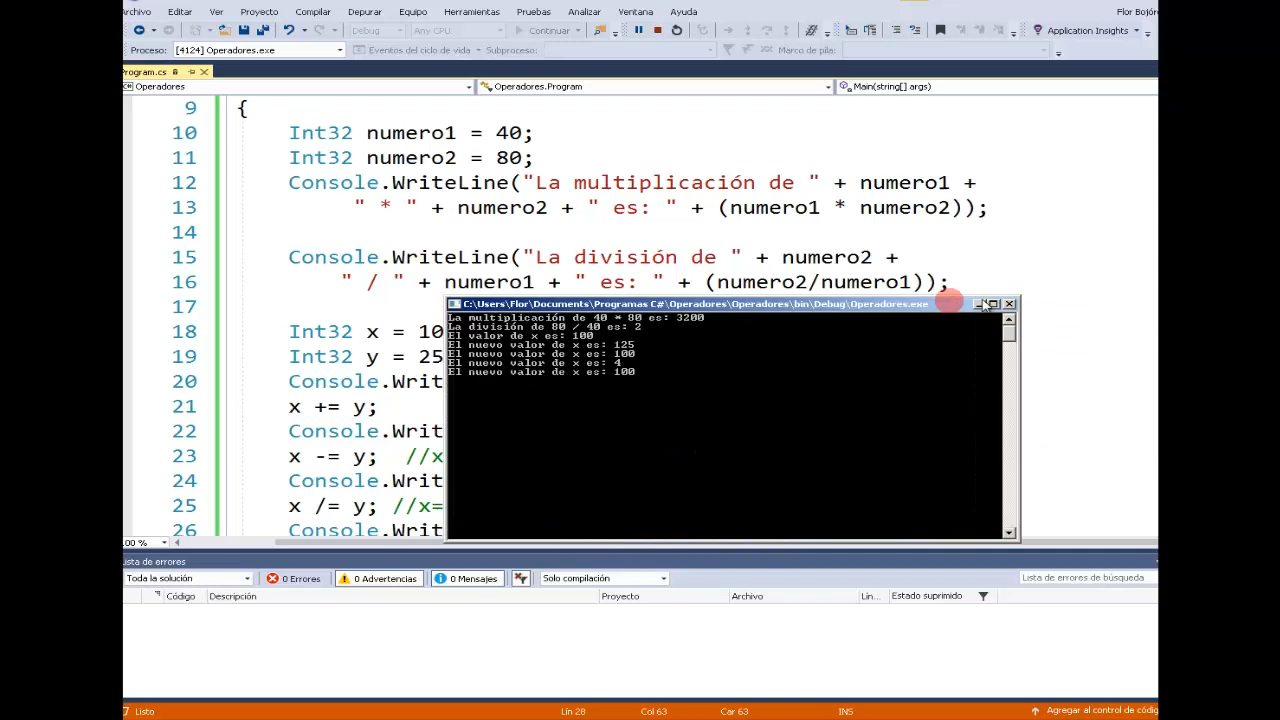 Archivo Editar Ver Proyecto Compilar Depurar Equipo Herramientas Pruebas Analizar Ventana Ayuda Flor Bojór
Debug Any CPU Continuar Application Insights
Proceso: [4124] Operadores.exe Eventos del ciclo de vida Subproceso: Marco de pila:
Program.cs
Operadores Operadores.Program Main(string[] args)
9 {
10 Int32 numero1 = 40;
11 Int32 numero2 = 80;
12 Console.WriteLine("La multiplicación de " + numero1 +
13 " * " + numero2 + " es: " + (numero1 * numero2));
14
15 Console.WriteLine("La división de " + numero2 +
16 " / " + numero1 + " es: " + (numero2/numero1));
17
18 Int32 x = 10
19 Int32 y = 25
20 Console.Writ
21 x += y;
22 Console.Writ
23 x -= y; //x
24 Console.Writ
25 x /= y; //x=
26 Console.Writ
C:\Users\Flor\Documents\Programas C#\Operadores\Operadores\bin\Debug\Operadores.exe
La multiplicación de 40 * 80 es: 3200
La división de 80 / 40 es: 2
El valor de x es: 100
El nuevo valor de x es: 125
El nuevo valor de x es: 100
El nuevo valor de x es: 4
El nuevo valor de x es: 100
00 %
Lista de errores
Toda la solución 0 Errores 0 Advertencias 0 Mensajes Solo compilación Lista de errores de búsqueda
Código Descripción Proyecto Archivo Lín... Estado suprimido
Listo Lín 28 Col 63 Car 63 INS Agregar al control de códig